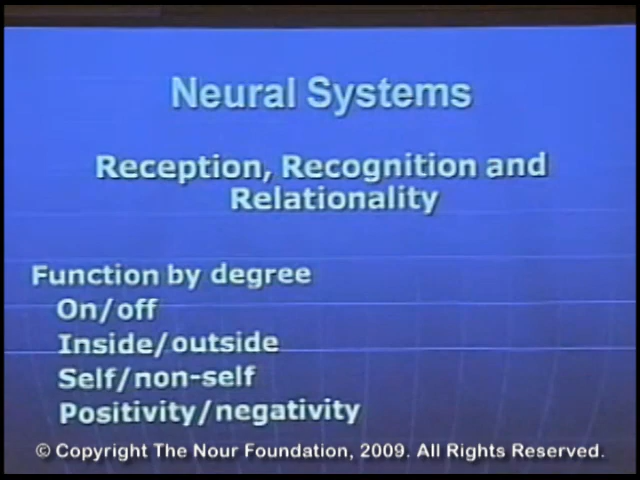 Neural Systems
Reception, Recognition and
Relationality
Function by degree
On/off
Inside/outside
Self/non-self
Positivity/negativity
© Copyright The Nour Foundation, 2009. All Rights Reserved.